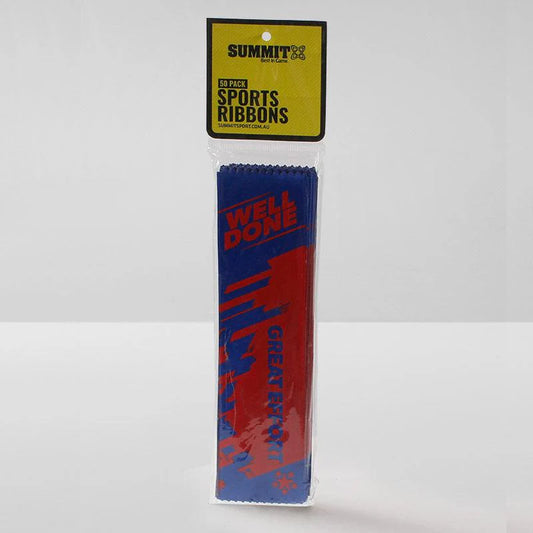 SUMMIT
Best in Game
50 PACK
SPORTS
RIBBONS
SUMMITSPORT.COM.AU
WELL
DONE
GREAT EFFORT